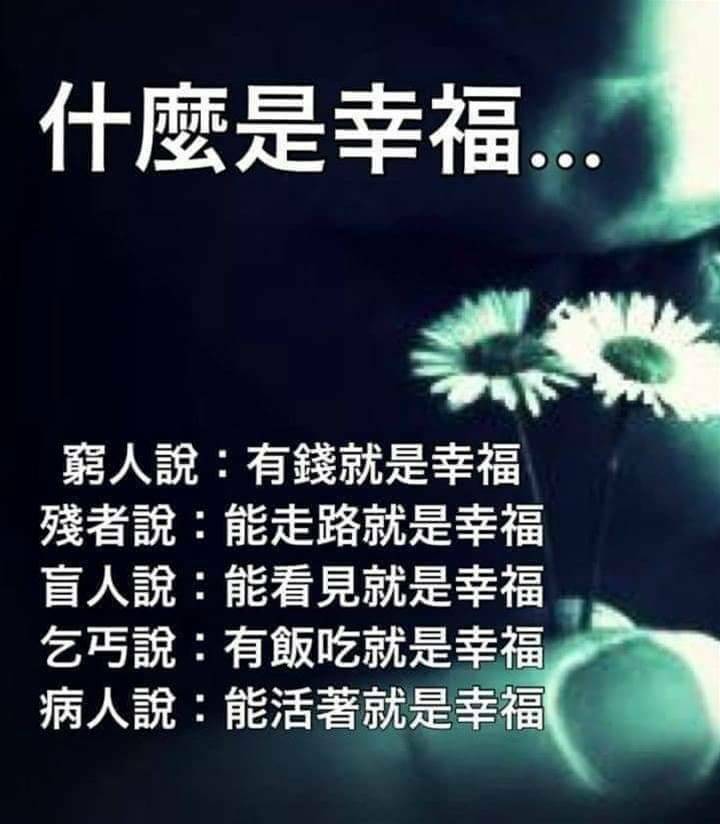 什麼是幸福...
窮人說：有錢就是幸福
殘者說：能走路就是幸福
盲人說：能看見就是幸福
乞丐說：有飯吃就是幸福
病人說：能活著就是幸福